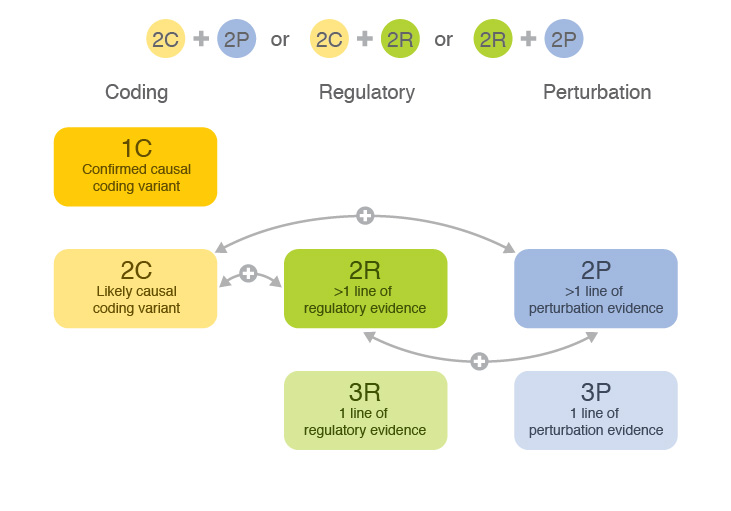 2C + 2P or 2C + 2R or 2R + 2P
Coding Regulatory Perturbation
1C
Confirmed causal
coding variant
2C
Likely causal
coding variant
2R
>1 line of
regulatory evidence
2P
>1 line of
perturbation evidence
3R
1 line of
regulatory evidence
3P
1 line of
perturbation evidence